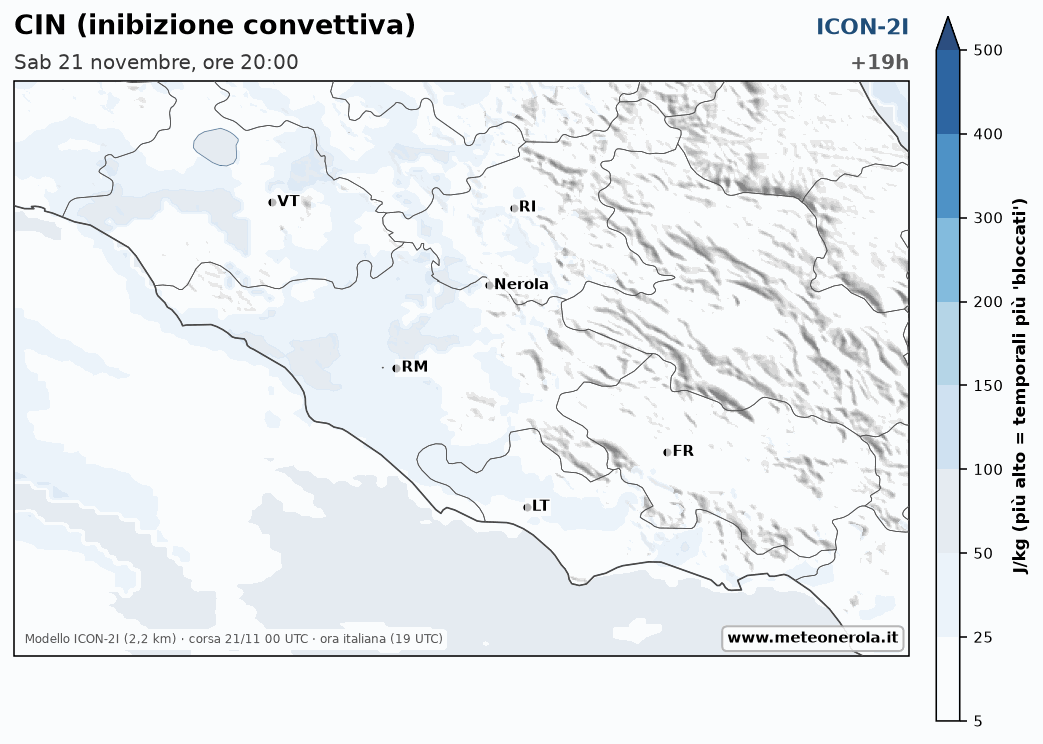 CIN (inibizione convettiva)
ICON-2I
Sab 21 novembre, ore 20:00
+19h
VT
RI
Nerola
RM
FR
LT
Modello ICON-2I (2,2 km) · corsa 21/11 00 UTC · ora italiana (19 UTC)
www.meteonerola.it
500
400
300
200
150
100
50
25
5
J/kg (più alto = temporali più 'bloccati')